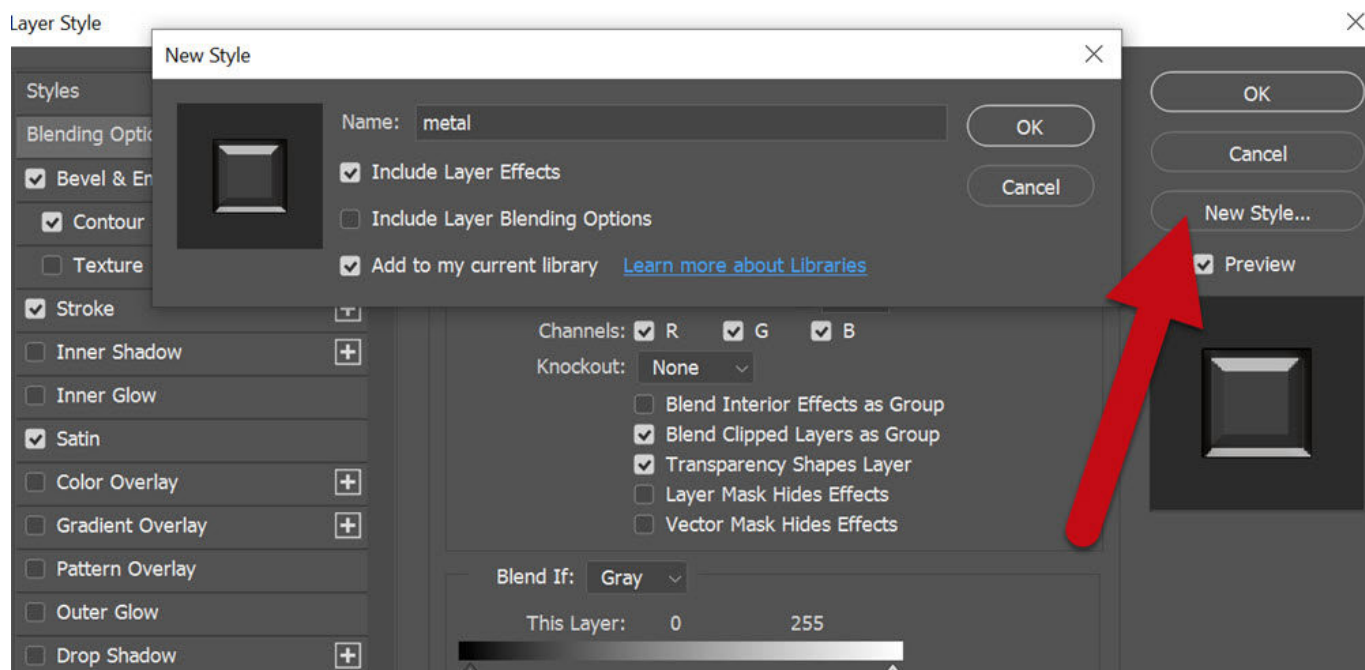 Layer Style
New Style
Styles
Blending Optic
Bevel & En
Contour
Texture
Stroke
Inner Shadow
Inner Glow
Satin
Color Overlay
Gradient Overlay
Pattern Overlay
Outer Glow
Drop Shadow
Name: metal
Include Layer Effects
Include Layer Blending Options
Add to my current library Learn more about Libraries
OK
Cancel
Channels: R G B
Knockout: None
Blend Interior Effects as Group
Blend Clipped Layers as Group
Transparency Shapes Layer
Layer Mask Hides Effects
Vector Mask Hides Effects
Blend If: Gray
This Layer: 0 255
OK
Cancel
New Style...
Preview